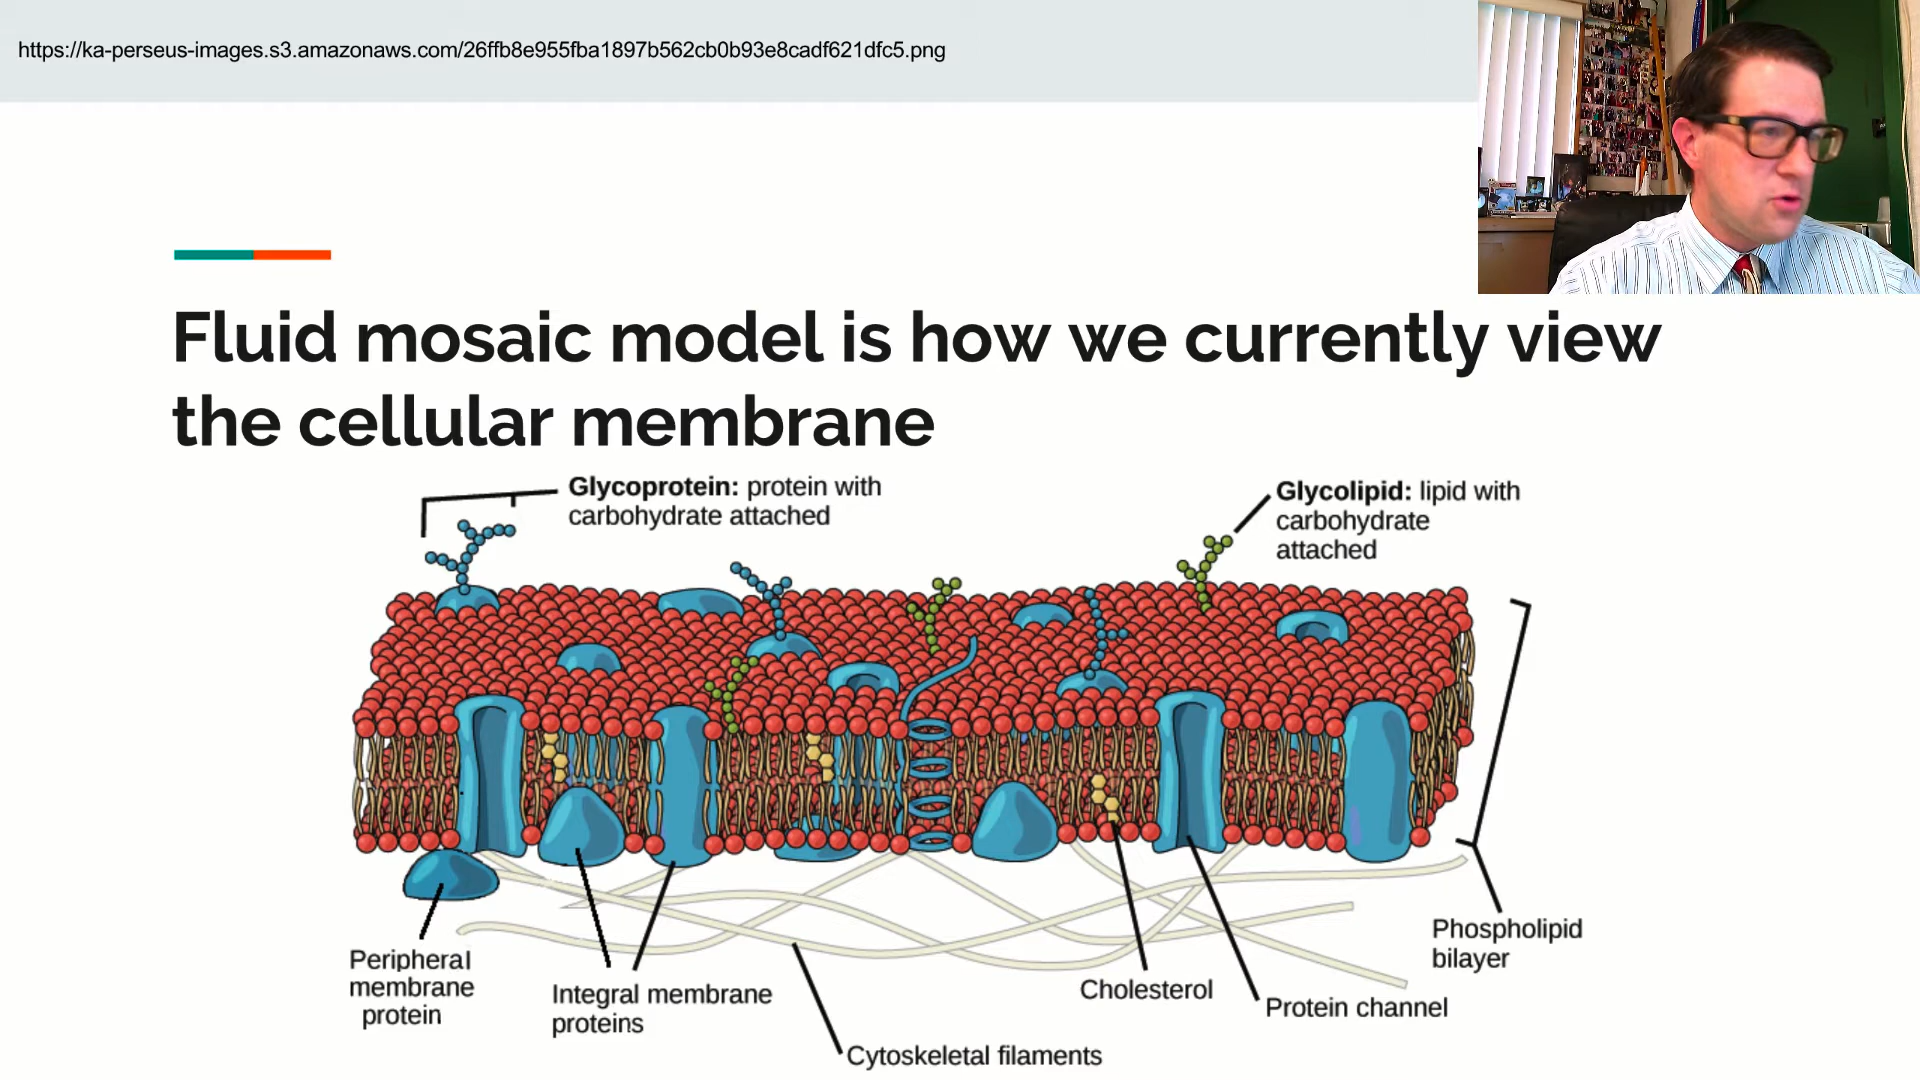 https://ka-perseus-images.s3.amazonaws.com/26ffb8e955fba1897b562cb0b93e8cadf621dfc5.png
Fluid mosaic model is how we currently view
the cellular membrane
Glycoprotein: protein with
carbohydrate attached
Glycolipid: lipid with
carbohydrate
attached
Peripheral
membrane
protein
Integral membrane
proteins
Cytoskeletal filaments
Cholesterol
Protein channel
Phospholipid
bilayer